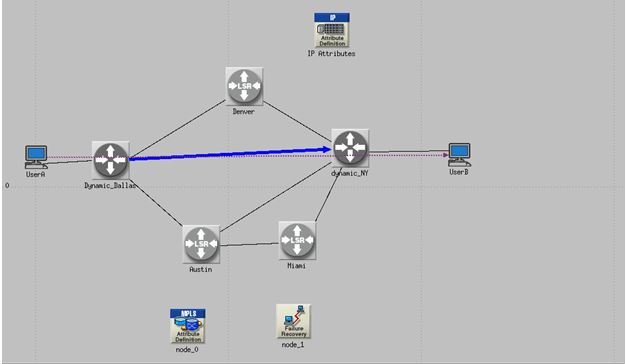 IP
Attribute
Definition
IP Attributes
LSR
Denver
UserA
Dynamic_Dallas
dynamic_NY
UserB
0
LSR
Austin
LSR
Miami
MPLS
Attribute
Definition
node_0
Failure
Recovery
node_1